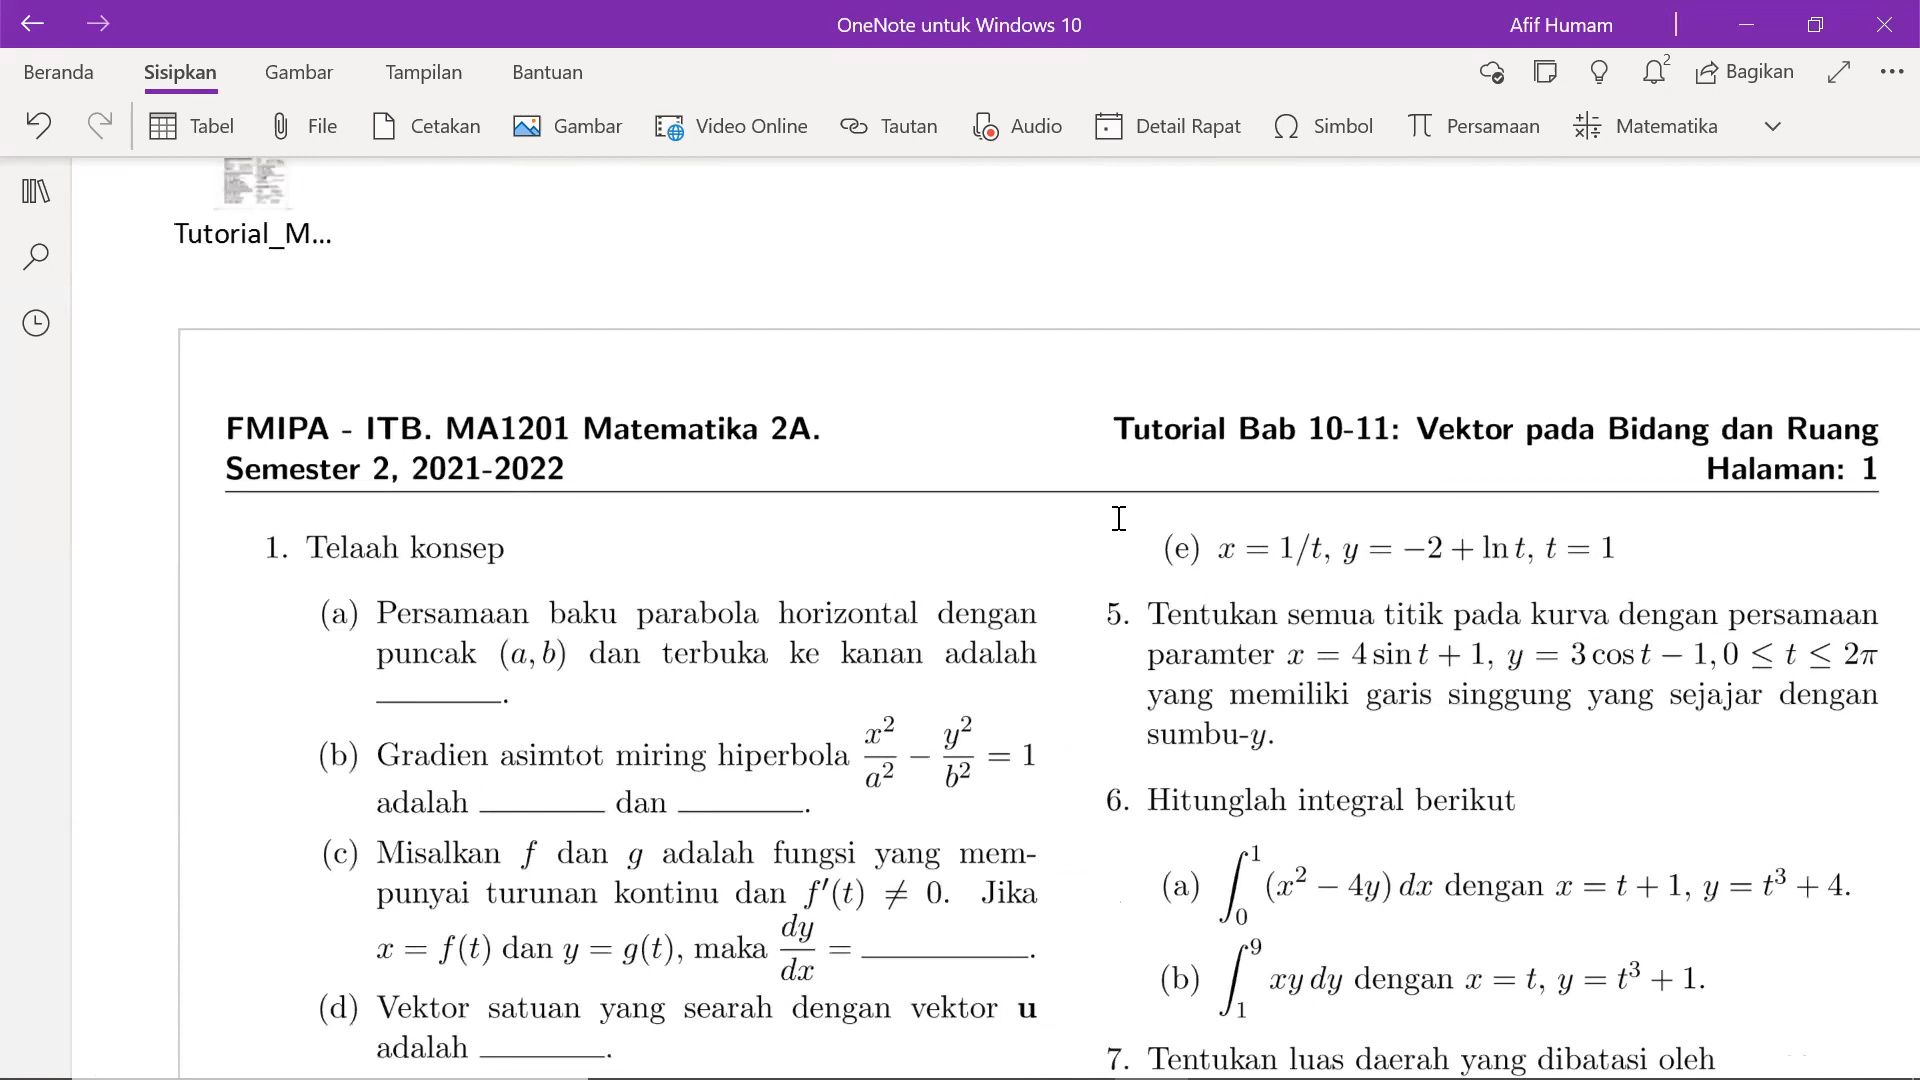 OneNote untuk Windows 10
Afif Humam
Beranda Sisipkan Gambar Tampilan Bantuan
2
Bagikan
Tabel File Cetakan Gambar Video Online Tautan Audio Detail Rapat Simbol Persamaan Matematika
Tutorial_M...
FMIPA - ITB. MA1201 Matematika 2A.
Semester 2, 2021-2022
Tutorial Bab 10-11: Vektor pada Bidang dan Ruang
Halaman: 1
1. Telaah konsep
(a) Persamaan baku parabola horizontal dengan
puncak (a, b) dan terbuka ke kanan adalah
________.
(b) Gradien asimtot miring hiperbola x²/a² − y²/b² = 1
adalah ________ dan ________.
(c) Misalkan f dan g adalah fungsi yang mem-
punyai turunan kontinu dan f′(t) ≠ 0. Jika
x = f(t) dan y = g(t), maka dy/dx = ________.
(d) Vektor satuan yang searah dengan vektor u
adalah ________.
(e) x = 1/t, y = −2 + ln t, t = 1
5. Tentukan semua titik pada kurva dengan persamaan
paramter x = 4 sin t + 1, y = 3 cos t − 1, 0 ≤ t ≤ 2π
yang memiliki garis singgung yang sejajar dengan
sumbu-y.
6. Hitunglah integral berikut
(a) ∫₀¹ (x² − 4y) dx dengan x = t + 1, y = t³ + 4.
(b) ∫₁⁹ xy dy dengan x = t, y = t³ + 1.
7. Tentukan luas daerah yang dibatasi oleh